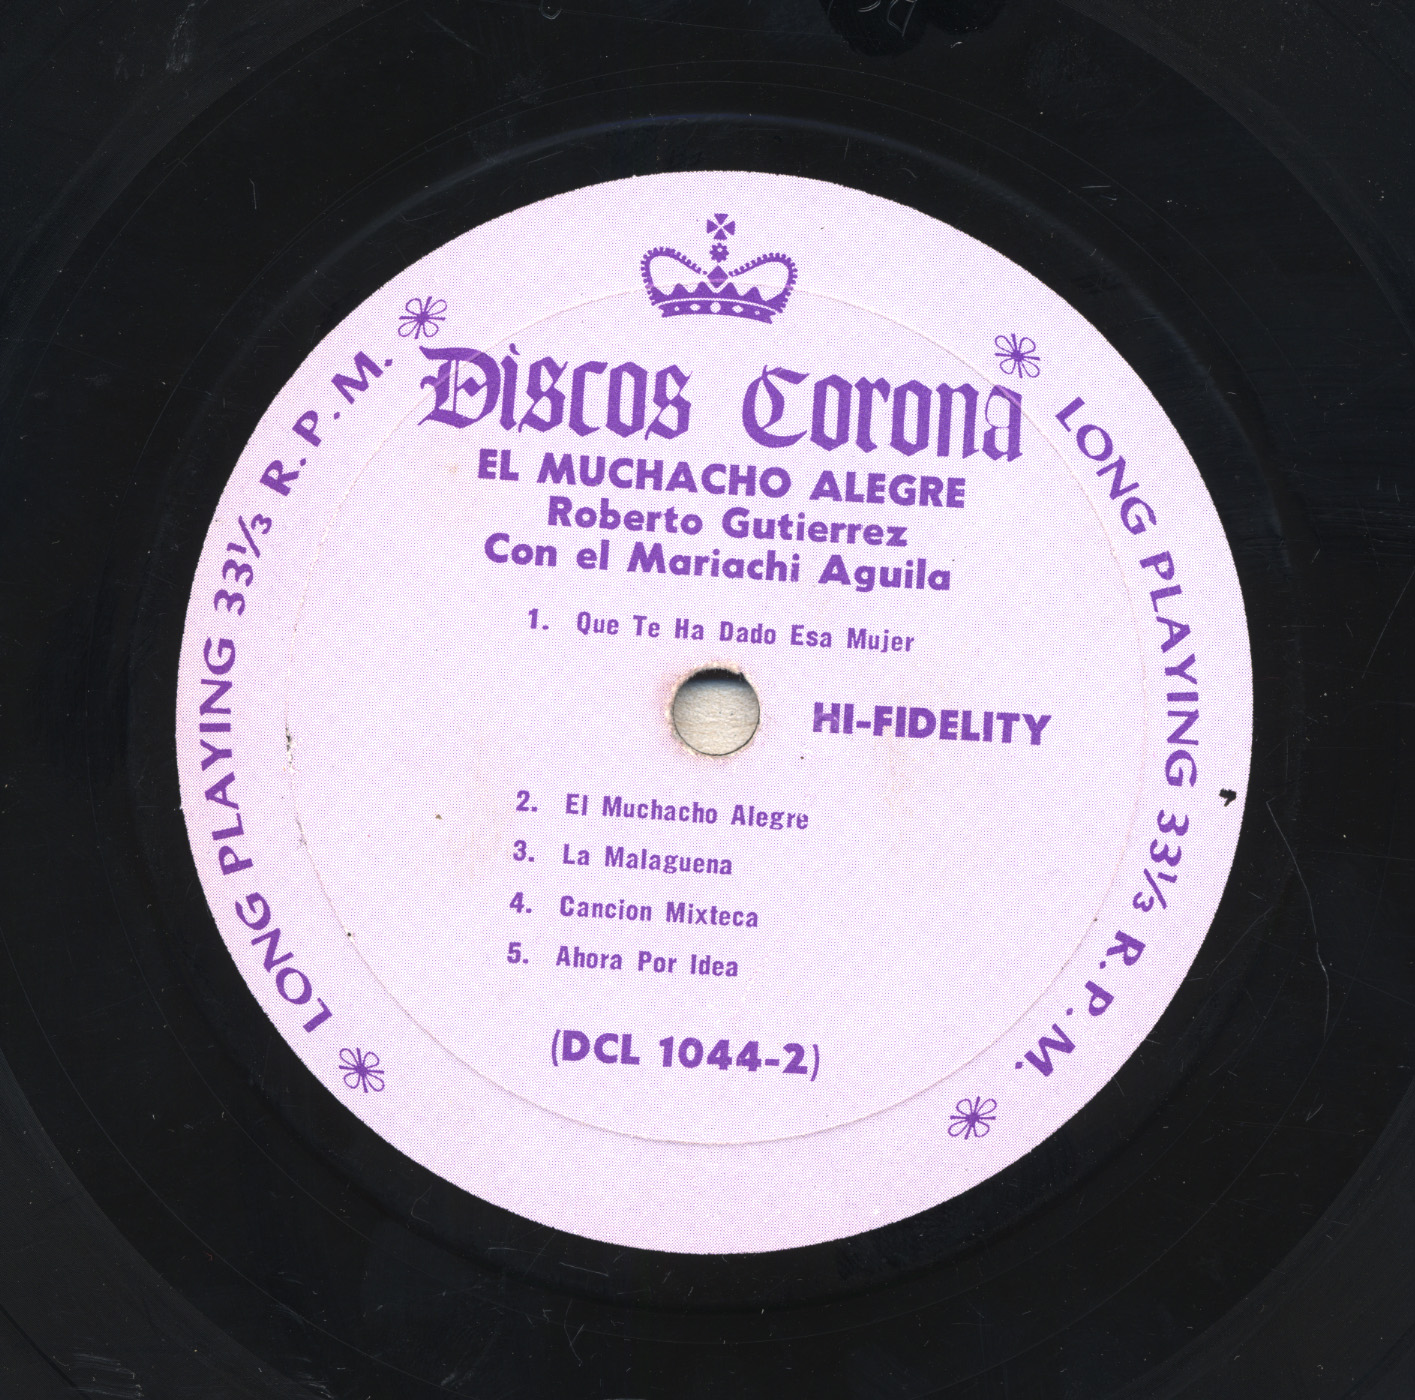 Discos Corona
EL MUCHACHO ALEGRE
Roberto Gutierrez
Con el Mariachi Aguila
1. Que Te Ha Dado Esa Mujer
HI-FIDELITY
2. El Muchacho Alegre
3. La Malaguena
4. Cancion Mixteca
5. Ahora Por Idea
(DCL 1044-2)
LONG PLAYING 33⅓ R.P.M.
LONG PLAYING 33⅓ R.P.M.